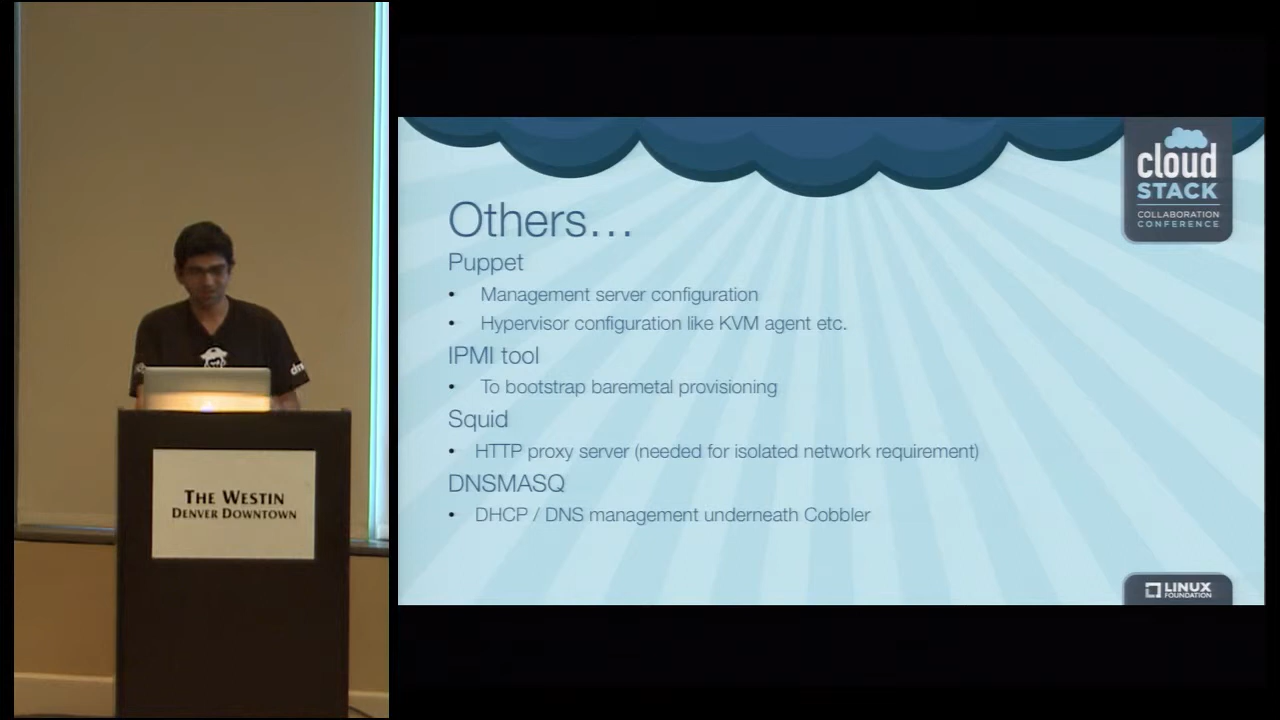 THE WESTIN
DENVER DOWNTOWN
cloud
STACK
COLLABORATION
CONFERENCE
Others…
Puppet
• Management server configuration
• Hypervisor configuration like KVM agent etc.
IPMI tool
• To bootstrap baremetal provisioning
Squid
• HTTP proxy server (needed for isolated network requirement)
DNSMASQ
• DHCP / DNS management underneath Cobbler
LINUX
FOUNDATION